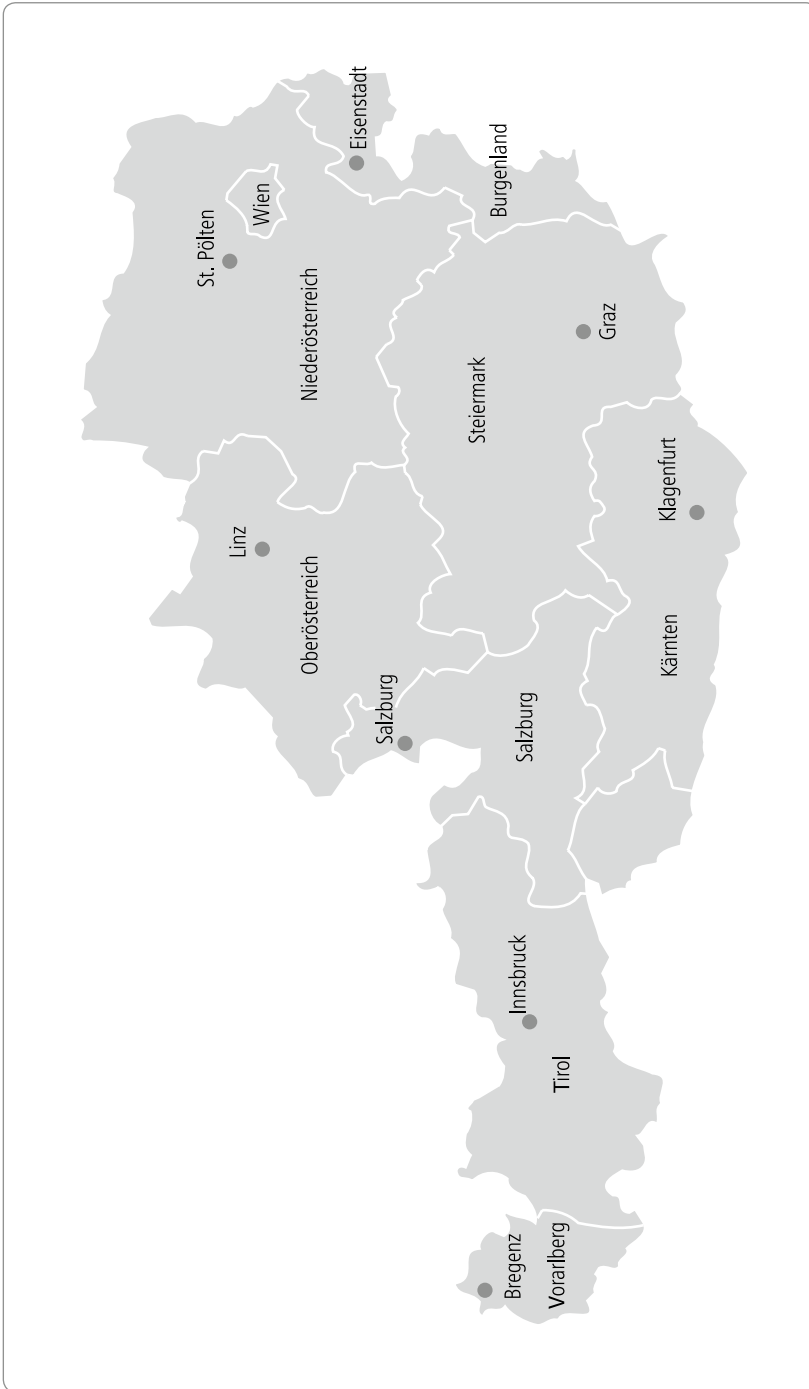 St. Pölten
Wien
Eisenstadt
Niederösterreich
Burgenland
Linz
Oberösterreich
Steiermark
Graz
Salzburg
Salzburg
Klagenfurt
Kärnten
Innsbruck
Tirol
Bregenz
Vorarlberg